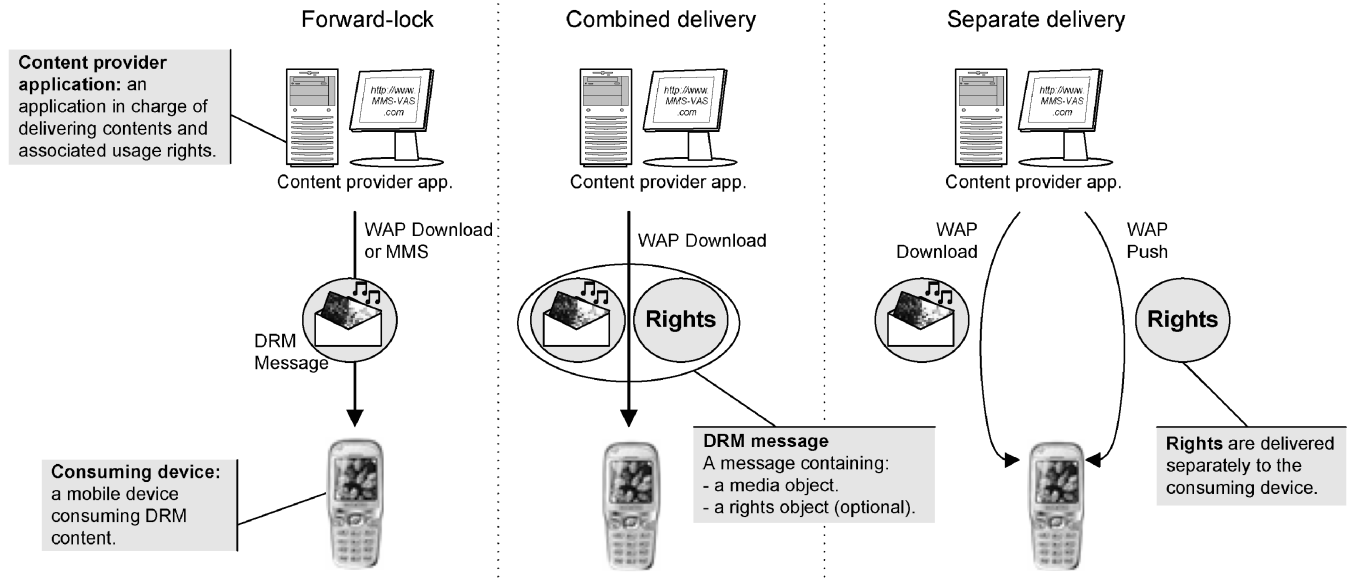 Forward-lock
Content provider
application: an
application in charge of
delivering contents and
associated usage rights.
http://www.
MMS-VAS
.com
Content provider app.
WAP Download
or MMS
DRM
Message
Consuming device:
a mobile device
consuming DRM
content.
Combined delivery
http://www.
MMS-VAS
.com
Content provider app.
WAP Download
Rights
DRM message
A message containing:
- a media object.
- a rights object (optional).
Separate delivery
http://www.
MMS-VAS
.com
Content provider app.
WAP
Download
WAP
Push
Rights
Rights are delivered
separately to the
consuming device.